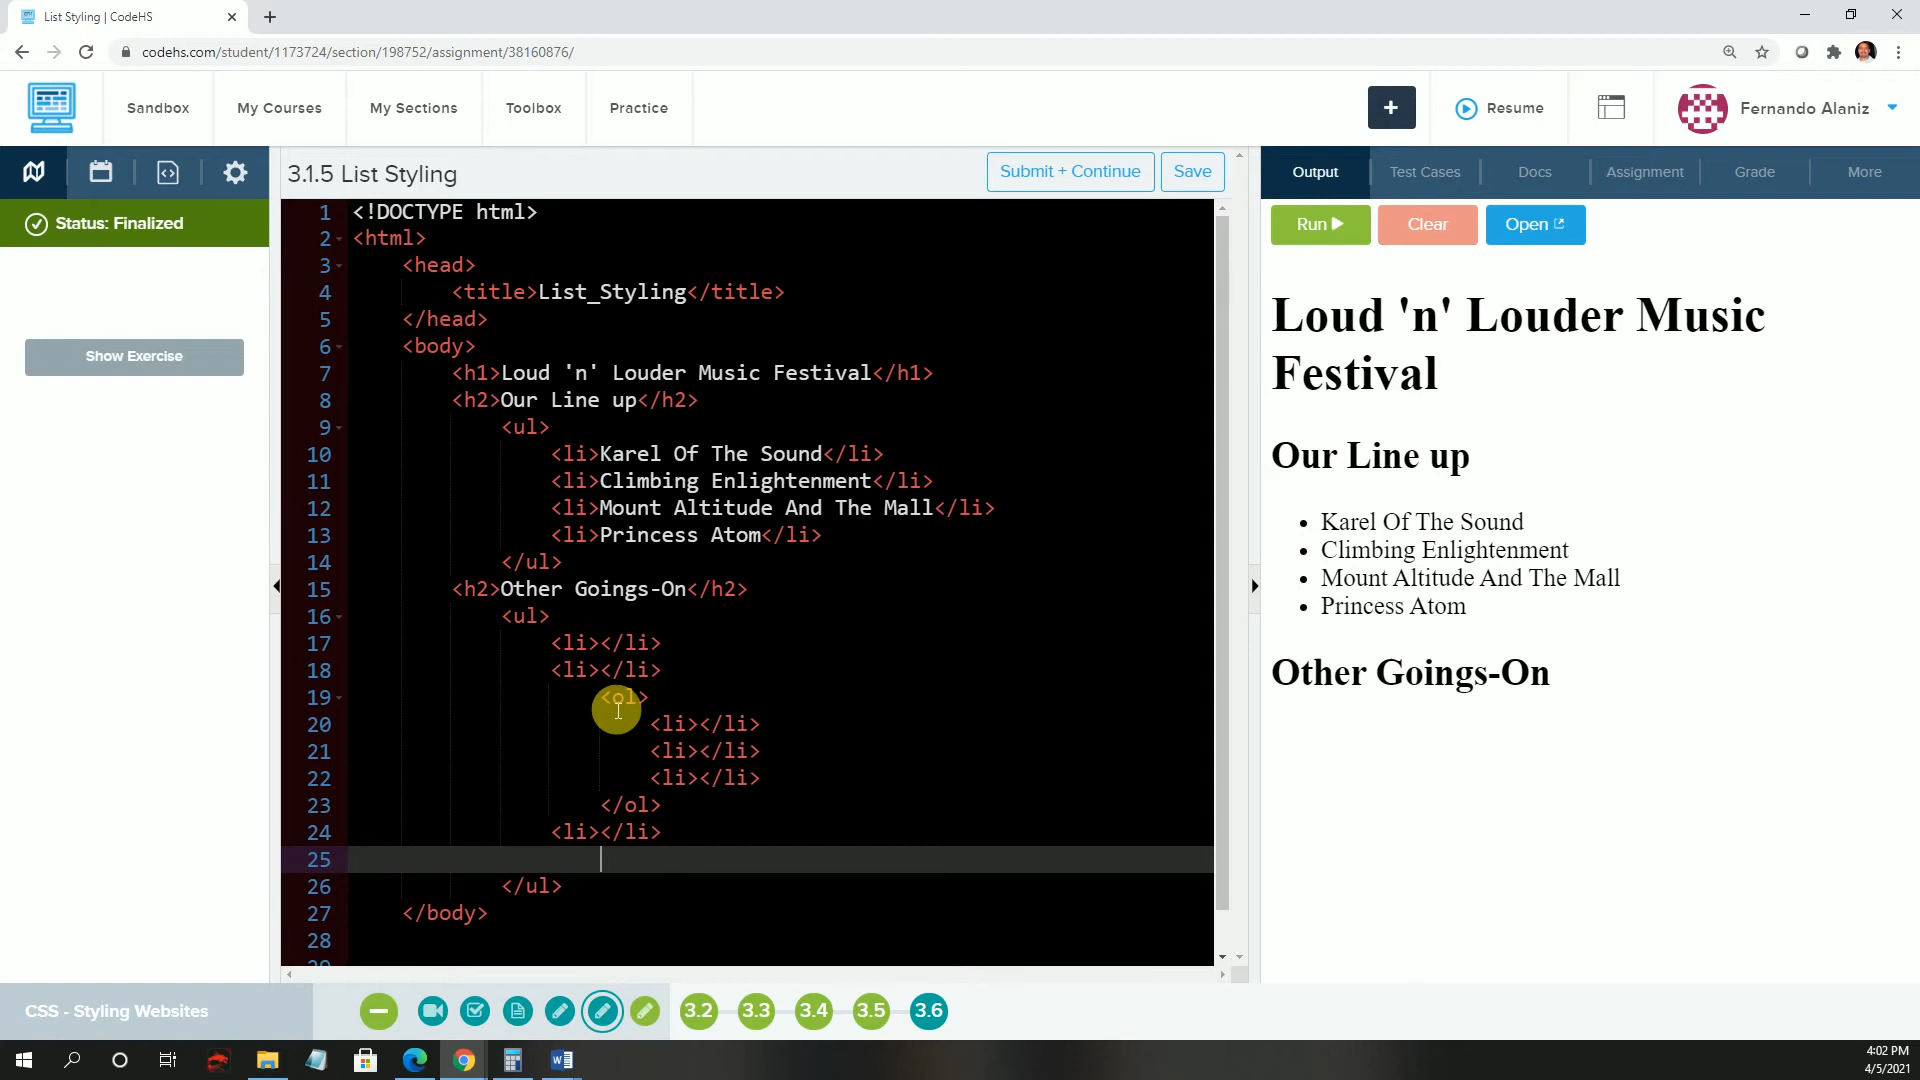 List Styling | CodeHS
codehs.com/student/1173724/section/198752/assignment/38160876/
Sandbox
My Courses
My Sections
Toolbox
Practice
+
Resume
Fernando Alaniz
3.1.5 List Styling
Submit + Continue
Save
Output
Test Cases
Docs
Assignment
Grade
More
Status: Finalized
Show Exercise
1 <!DOCTYPE html>
2 <html>
3 <head>
4 <title>List_Styling</title>
5 </head>
6 <body>
7 <h1>Loud 'n' Louder Music Festival</h1>
8 <h2>Our Line up</h2>
9 <ul>
10 <li>Karel Of The Sound</li>
11 <li>Climbing Enlightenment</li>
12 <li>Mount Altitude And The Mall</li>
13 <li>Princess Atom</li>
14 </ul>
15 <h2>Other Goings-On</h2>
16 <ul>
17 <li></li>
18 <li></li>
19 <ol>
20 <li></li>
21 <li></li>
22 <li></li>
23 </ol>
24 <li></li>
25
26 </ul>
27 </body>
28
29
Run
Clear
Open
Loud 'n' Louder Music
Festival
Our Line up
• Karel Of The Sound
• Climbing Enlightenment
• Mount Altitude And The Mall
• Princess Atom
Other Goings-On
CSS - Styling Websites
3.2
3.3
3.4
3.5
3.6
4:02 PM
4/5/2021